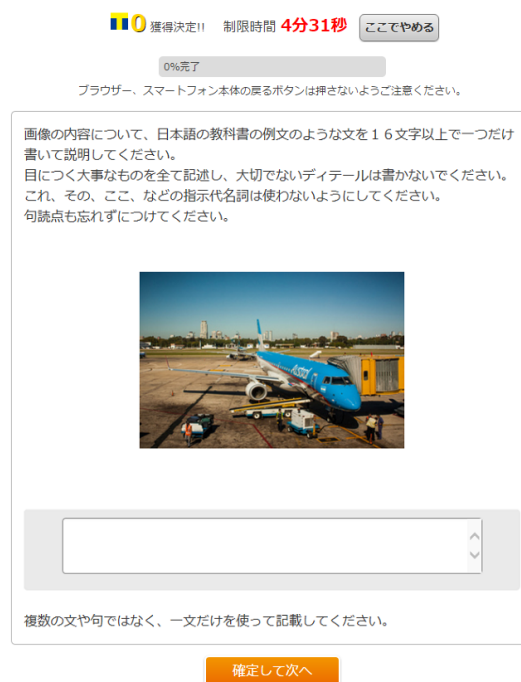 T 0 獲得決定!! 制限時間 4分31秒 ここでやめる
0%完了
ブラウザー、スマートフォン本体の戻るボタンは押さないようご注意ください。
画像の内容について、日本語の教科書の例文のような文を１６文字以上で一つだけ
書いて説明してください。
目につく大事なものを全て記述し、大切でないディテールは書かないでください。
これ、その、ここ、などの指示代名詞は使わないようにしてください。
句読点も忘れずにつけてください。
Austral
複数の文や句ではなく、一文だけを使って記載してください。
確定して次へ